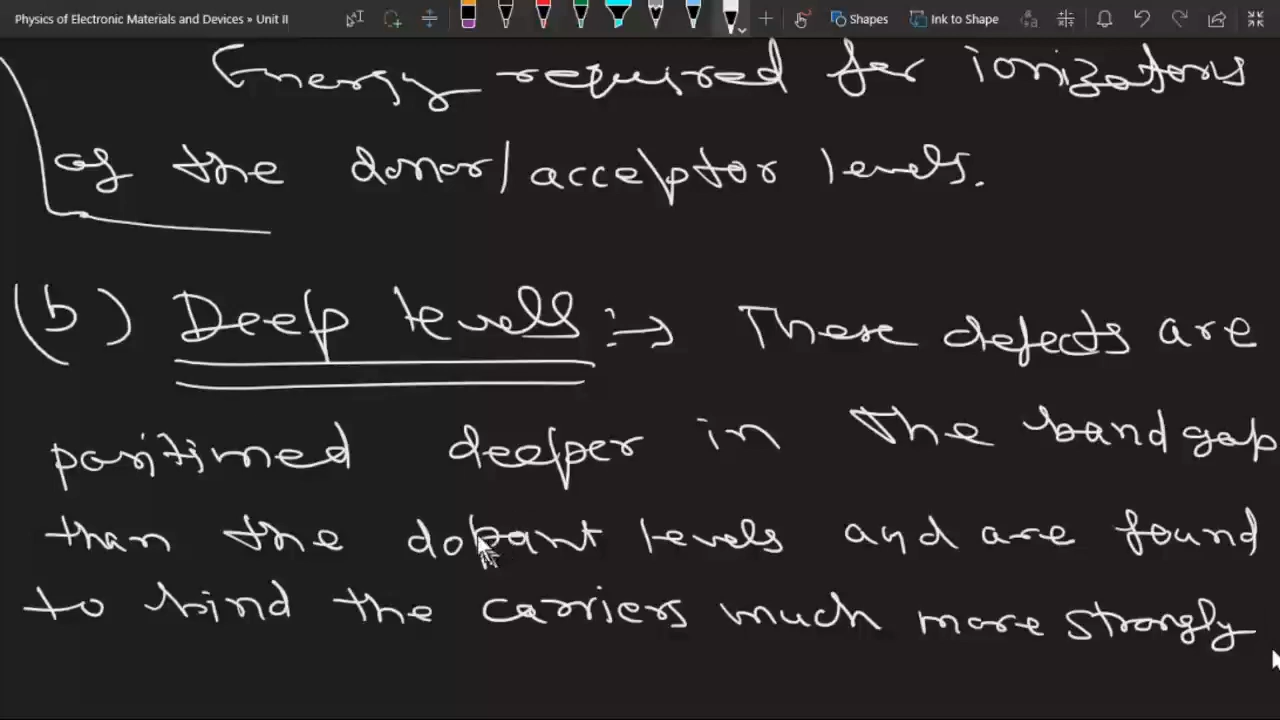 Physics of Electronic Materials and Devices » Unit II
Shapes
Ink to Shape
Energy required for ionizations
of the donor/acceptor levels.
(b) Deep levels :→ These defects are
positioned deeper in the bandgap
than the dopant levels and are found
to bind the carriers much more strongly